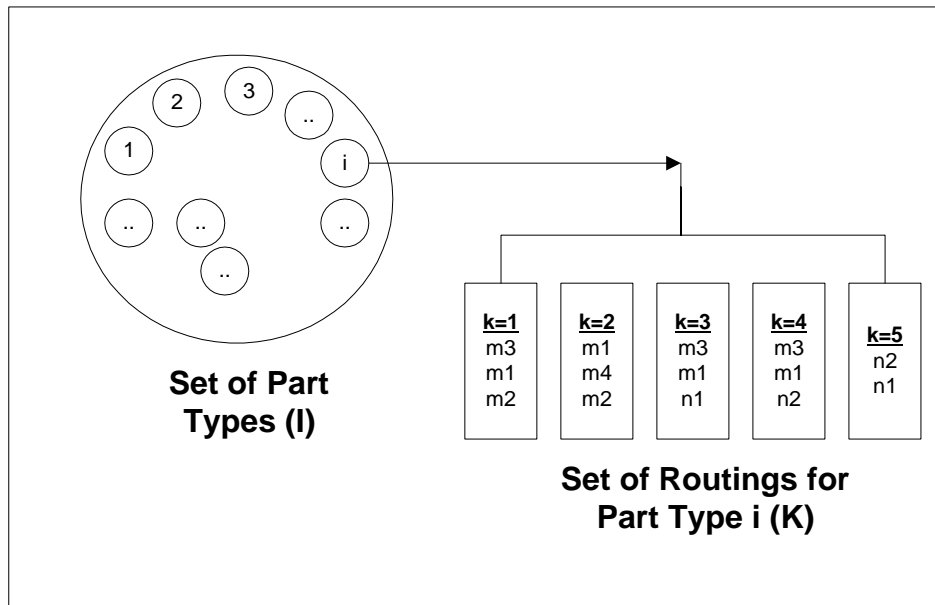 1
2
3
..
i
..
..
..
..
Set of Part
Types (I)
k=1
m3
m1
m2
k=2
m1
m4
m2
k=3
m3
m1
n1
k=4
m3
m1
n2
k=5
n2
n1
Set of Routings for
Part Type i (K)